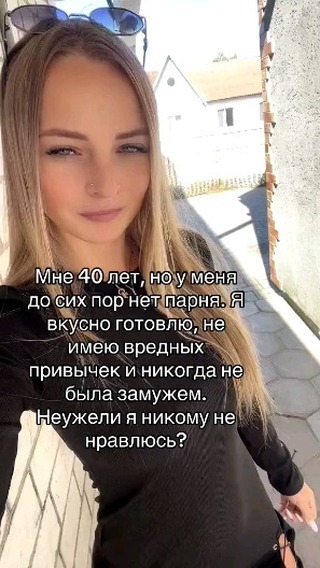 Мне 40 лет, но у меня
до сих пор нет парня. Я
вкусно готовлю, не
имею вредных
привычек и никогда не
была замужем.
Неужели я никому не
нравлюсь?